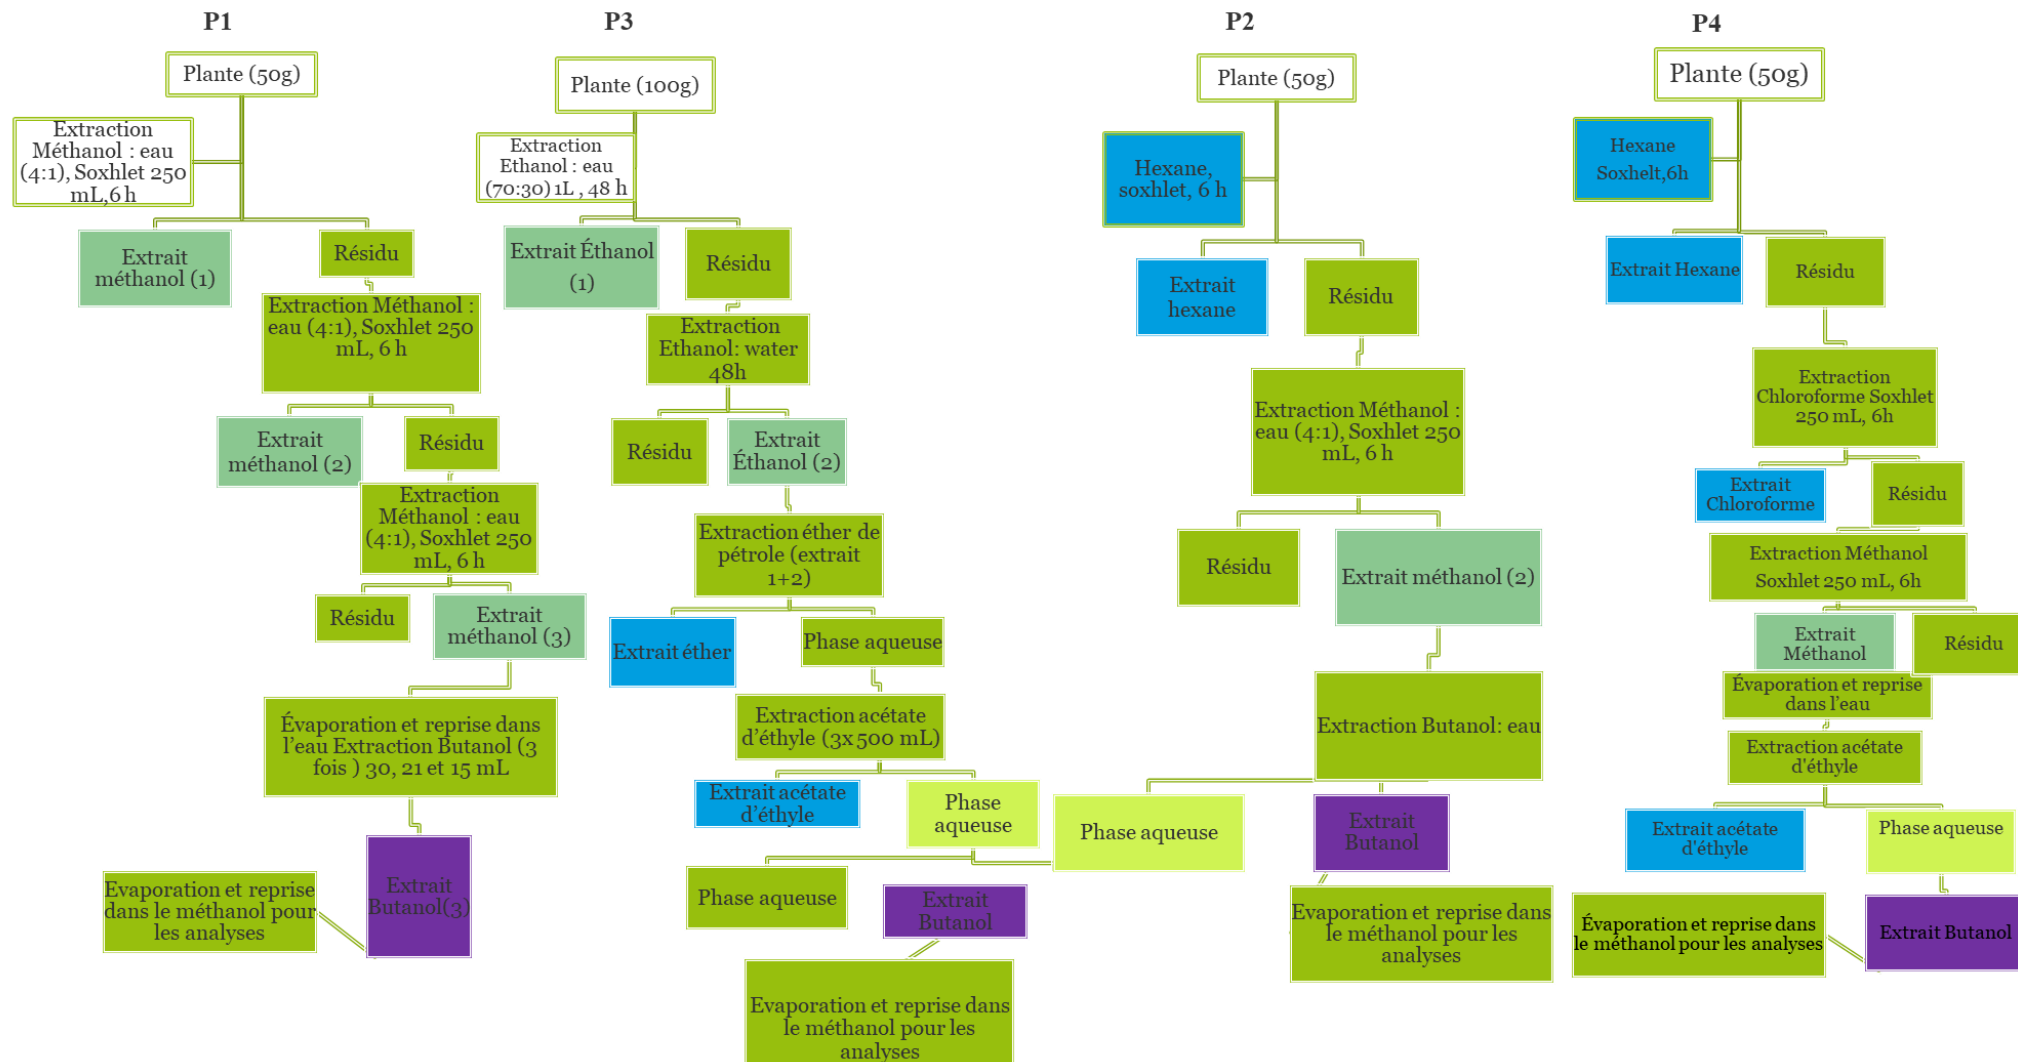 P1
Plante (50g)
Extraction
Méthanol : eau
(4:1), Soxhlet 250
mL,6 h
Extrait
méthanol (1)
Résidu
Extraction Méthanol :
eau (4:1), Soxhlet 250
mL, 6 h
Extrait
méthanol (2)
Résidu
Extraction
Méthanol : eau
(4:1), Soxhlet 250
mL, 6 h
Résidu
Extrait
méthanol (3)
Évaporation et reprise dans
l'eau Extraction Butanol (3
fois ) 30, 21 et 15 mL
Extrait
Butanol(3)
Evaporation et reprise
dans le méthanol pour
les analyses
P3
Plante (100g)
Extraction
Ethanol : eau
(70:30) 1L , 48 h
Extrait Éthanol
(1)
Résidu
Extraction
Ethanol: water
48h
Résidu
Extrait
Éthanol (2)
Extraction éther de
pétrole (extrait
1+2)
Extrait éther
Phase aqueuse
Extraction acétate
d'éthyle (3x 500 mL)
Extrait acétate
d'éthyle
Phase
aqueuse
Phase aqueuse
Extrait
Butanol
Evaporation et reprise dans
le méthanol pour les
analyses
P2
Plante (50g)
Hexane,
soxhlet, 6 h
Extrait
hexane
Résidu
Extraction Méthanol :
eau (4:1), Soxhlet 250
mL, 6 h
Résidu
Extrait méthanol (2)
Extraction Butanol: eau
Phase aqueuse
Extrait
Butanol
Evaporation et reprise dans
le méthanol pour les
analyses
P4
Plante (50g)
Hexane
Soxhelt,6h
Extrait Hexane
Résidu
Extraction
Chloroforme Soxhlet
250 mL, 6h
Extrait
Chloroforme
Résidu
Extraction Méthanol
Soxhlet 250 mL, 6h
Extrait
Méthanol
Résidu
Évaporation et reprise
dans l'eau
Extraction acétate
d'éthyle
Extrait acétate
d'éthyle
Phase aqueuse
Évaporation et reprise dans
le méthanol pour les analyses
Extrait Butanol